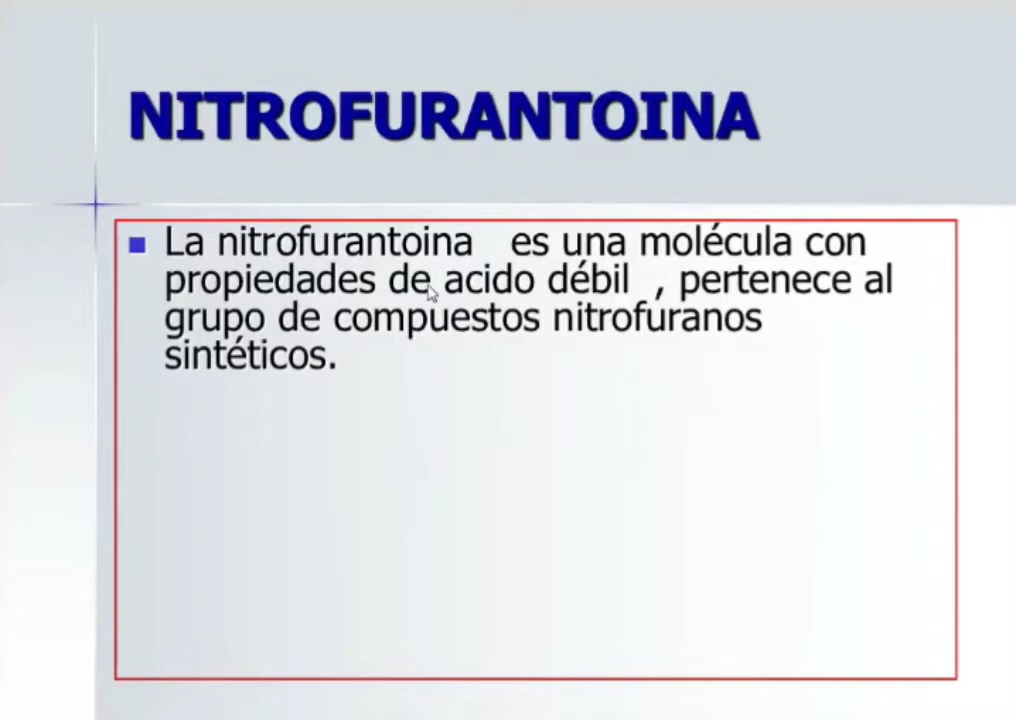 NITROFURANTOINA
La nitrofurantoina es una molécula con
propiedades de acido débil , pertenece al
grupo de compuestos nitrofuranos
sintéticos.